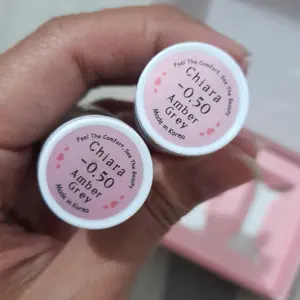 Feel The Comfort, See The Beauty
Chiara
-0.50
Amber
Grey
Made in Korea
Feel The Comfort, See The Beauty
Chiara
-0.50
Amber
Grey
Made in Korea